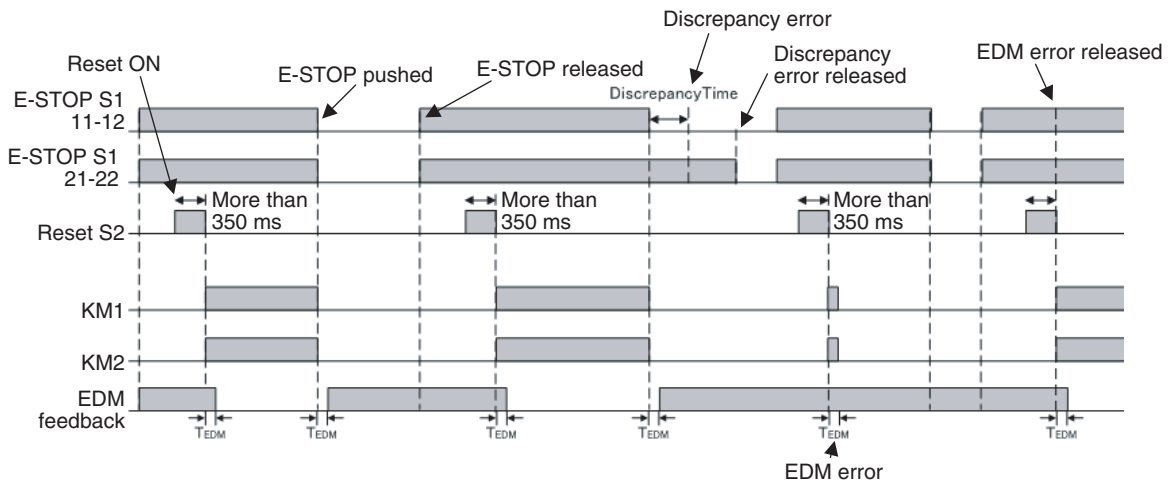 Discrepancy error
Reset ON
E-STOP pushed
E-STOP released
Discrepancy
error released
EDM error released
DiscrepancyTime
E-STOP S1
11-12
E-STOP S1
21-22
More than
350 ms
More than
350 ms
More than
350 ms
Reset S2
KM1
KM2
EDM
feedback
TEDM
TEDM
TEDM
TEDM
TEDM
TEDM
EDM error